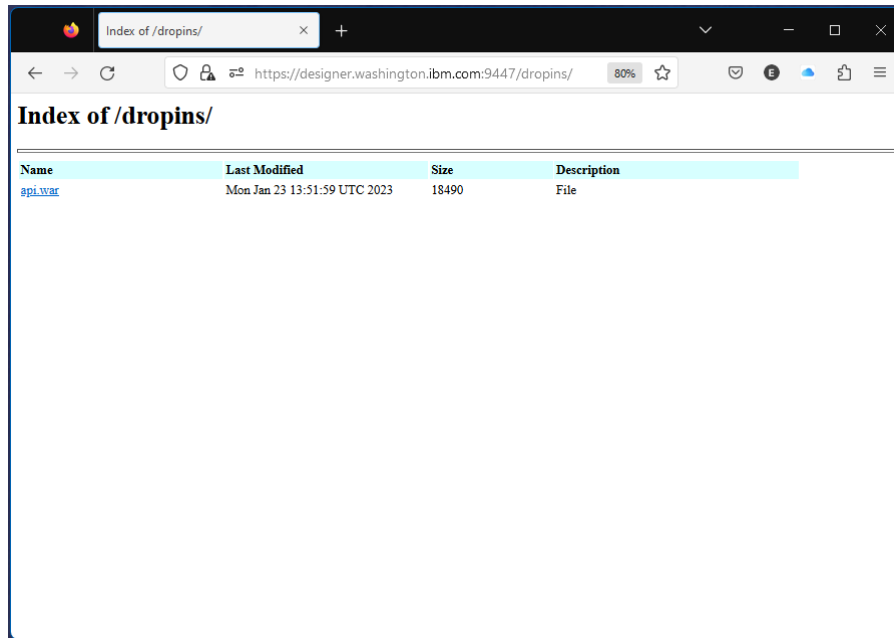 Index of /dropins/
https://designer.washington.ibm.com:9447/dropins/ 80% E
Index of /dropins/
Name Last Modified Size Description
api.war Mon Jan 23 13:51:59 UTC 2023 18490 File